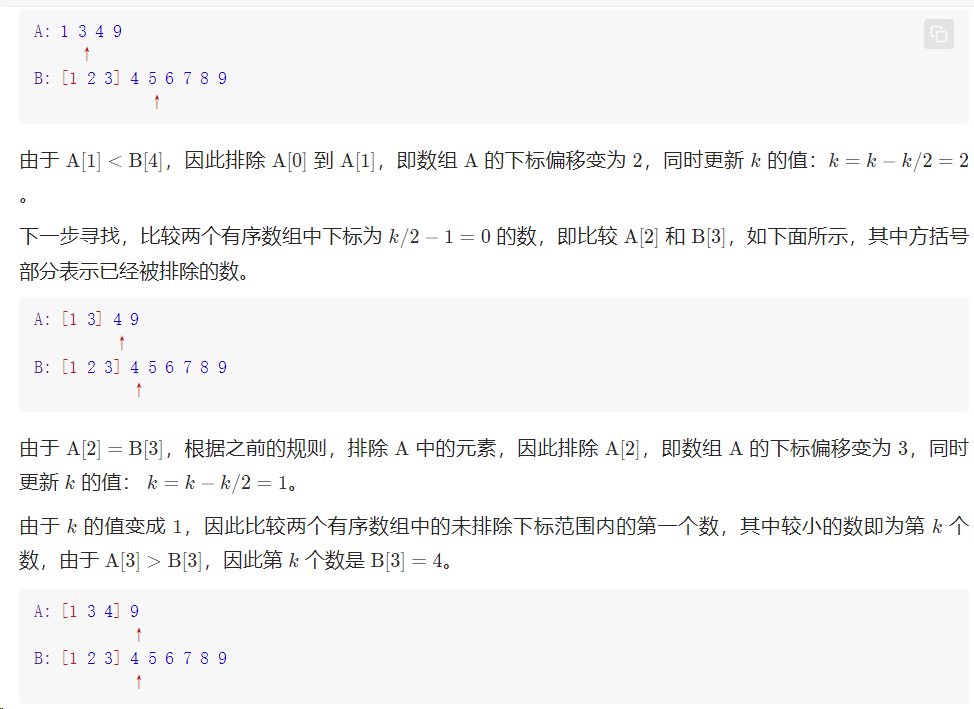 A: 1 3 4 9
↑
B: [1 2 3] 4 5 6 7 8 9
↑
由于 A[1] < B[4]，因此排除 A[0] 到 A[1]，即数组 A 的下标偏移变为 2，同时更新 k 的值：k = k − k/2 = 2
。
下一步寻找，比较两个有序数组中下标为 k/2 − 1 = 0 的数，即比较 A[2] 和 B[3]，如下面所示，其中方括号
部分表示已经被排除的数。
A: [1 3] 4 9
↑
B: [1 2 3] 4 5 6 7 8 9
↑
由于 A[2] = B[3]，根据之前的规则，排除 A 中的元素，因此排除 A[2]，即数组 A 的下标偏移变为 3，同时
更新 k 的值： k = k − k/2 = 1。
由于 k 的值变成 1，因此比较两个有序数组中的未排除下标范围内的第一个数，其中较小的数即为第 k 个
数，由于 A[3] > B[3]，因此第 k 个数是 B[3] = 4。
A: [1 3 4] 9
↑
B: [1 2 3] 4 5 6 7 8 9
↑